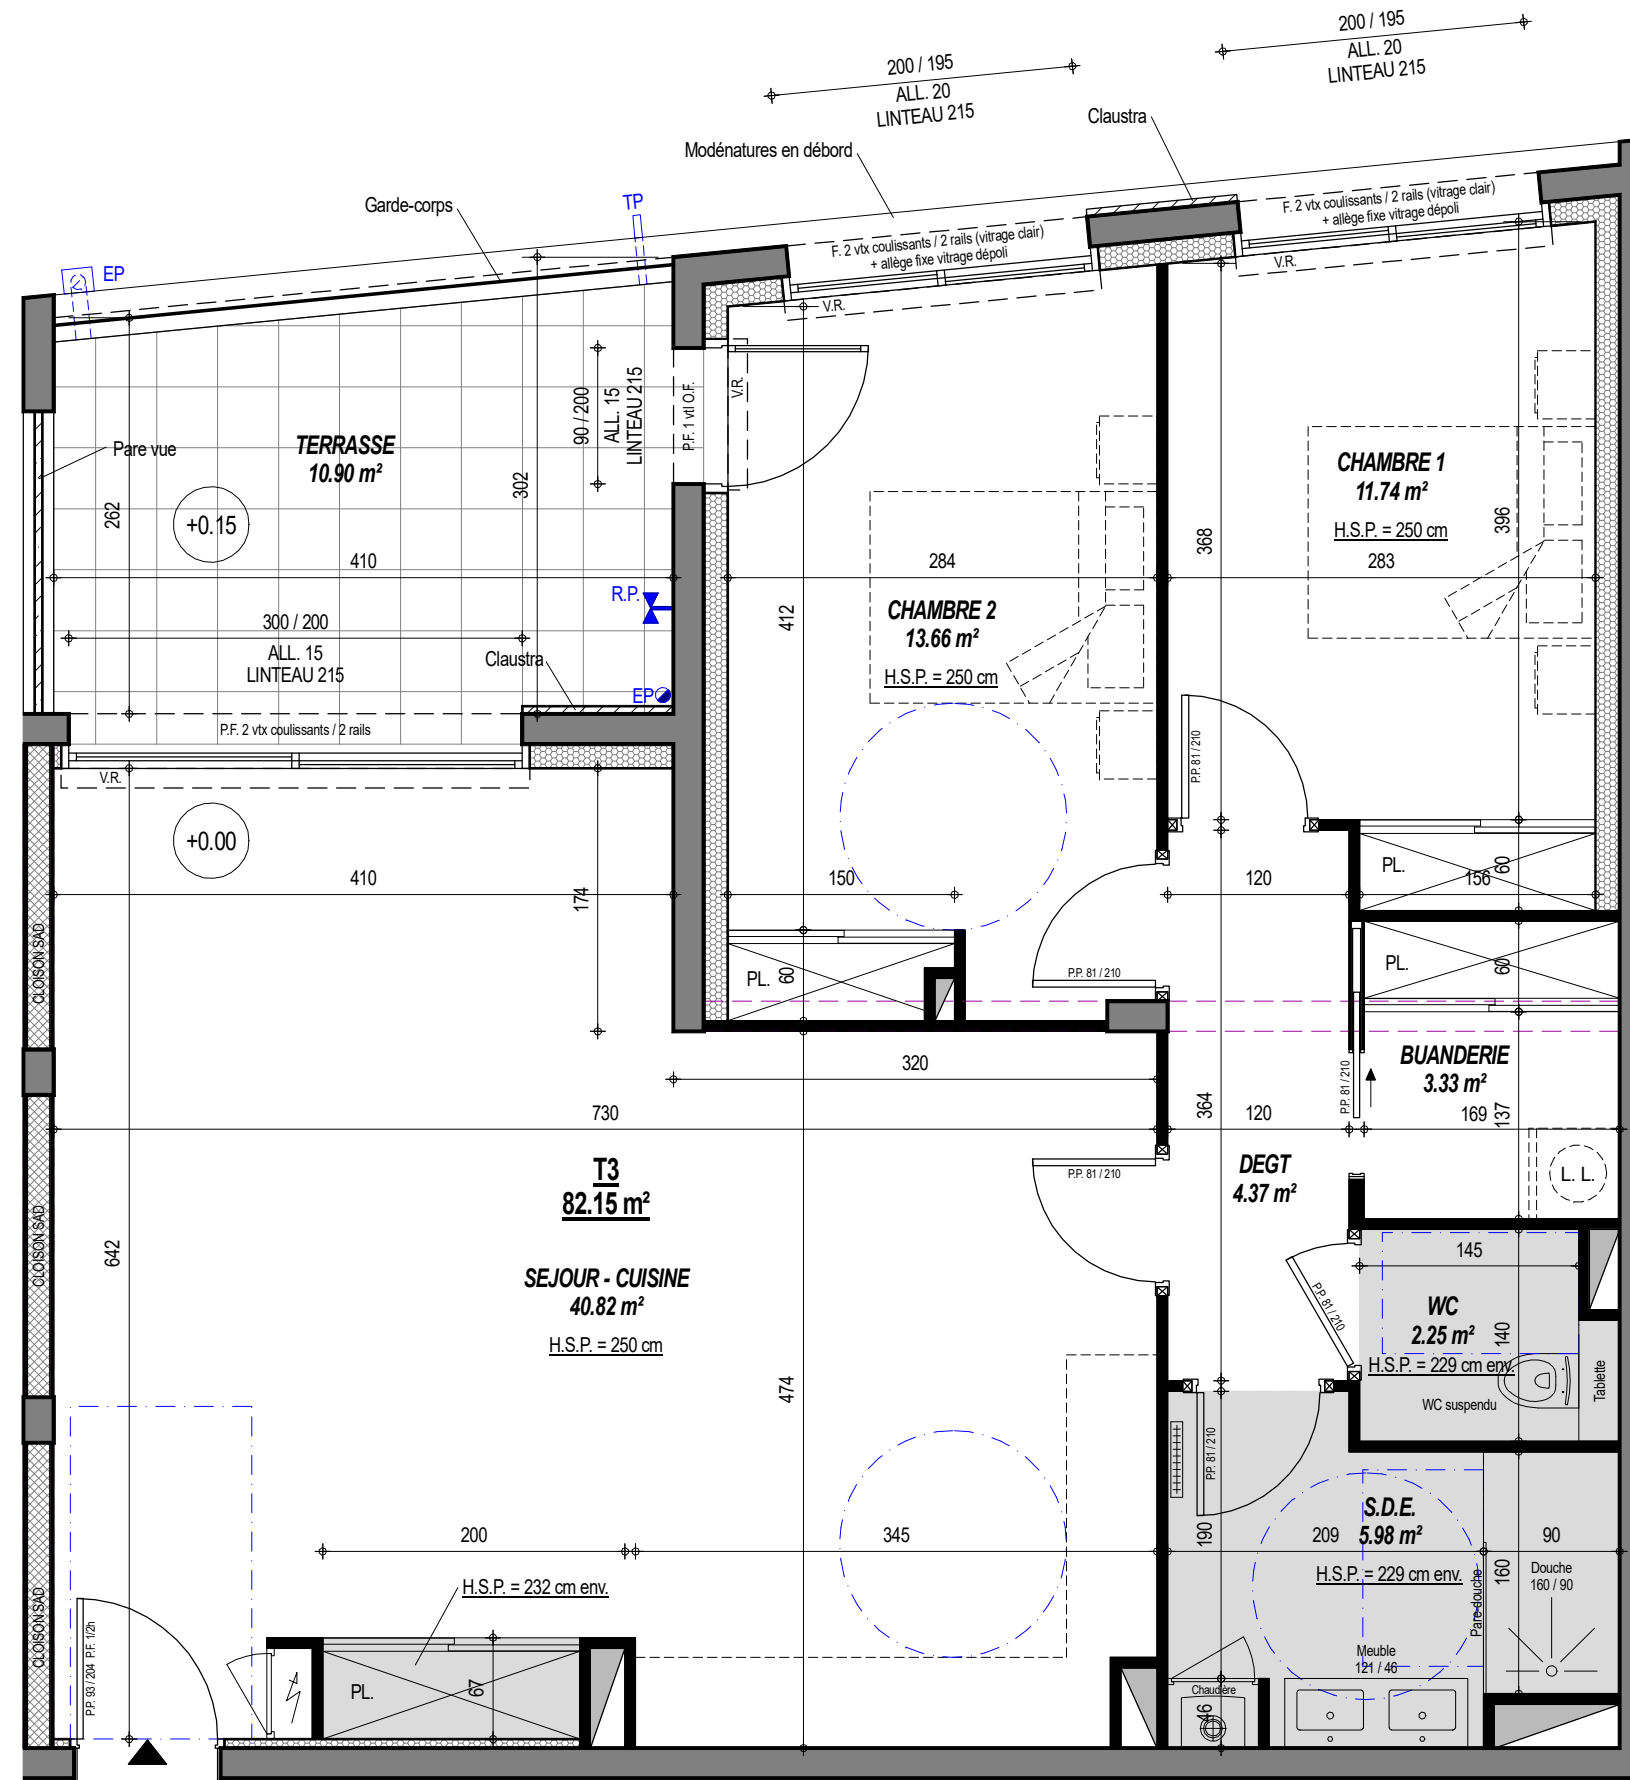 200 / 195
ALL. 20
LINTEAU 215
200 / 195
ALL. 20
LINTEAU 215
Claustra
Modénatures en débord
Garde-corps
TP
EP
F. 2 vtx coulissants / 2 rails (vitrage clair)
+ allège fixe vitrage dépoli
F. 2 vtx coulissants / 2 rails (vitrage clair)
+ allège fixe vitrage dépoli
V.R.
V.R.
V.R.
Pare vue
TERRASSE
10.90 m²
+0.15
262
302
410
90 / 200
ALL. 15
LINTEAU 215
P.F. 1 vtl O.F.
R.P.
300 / 200
ALL. 15
LINTEAU 215
Claustra
EP
P.F. 2 vtx coulissants / 2 rails
V.R.
CHAMBRE 1
11.74 m²
H.S.P. = 250 cm
368
396
283
284
412
CHAMBRE 2
13.66 m²
H.S.P. = 250 cm
P.P. 81 / 210
+0.00
410
174
150
120
156
PL.
60
PL.
60
PL.
60
P.P. 81 / 210
CLOISON SAD
CLOISON SAD
CLOISON SAD
320
730
364
120
P.P. 81 / 210
BUANDERIE
3.33 m²
169
137
L. L.
T3
82.15 m²
P.P. 81 / 210
DEGT
4.37 m²
642
SEJOUR - CUISINE
40.82 m²
H.S.P. = 250 cm
474
P.P. 81 / 210
145
WC
2.25 m²
H.S.P. = 229 cm env.
140
WC suspendu
Tablette
P.P. 81 / 210
S.D.E.
5.98 m²
H.S.P. = 229 cm env.
190
209
90
160
Douche
160 / 90
Pare-douche
Meuble
121 / 46
Chaudière
46
200
345
H.S.P. = 232 cm env.
PL.
67
P.P. 93 / 204 P.F. 1/2h